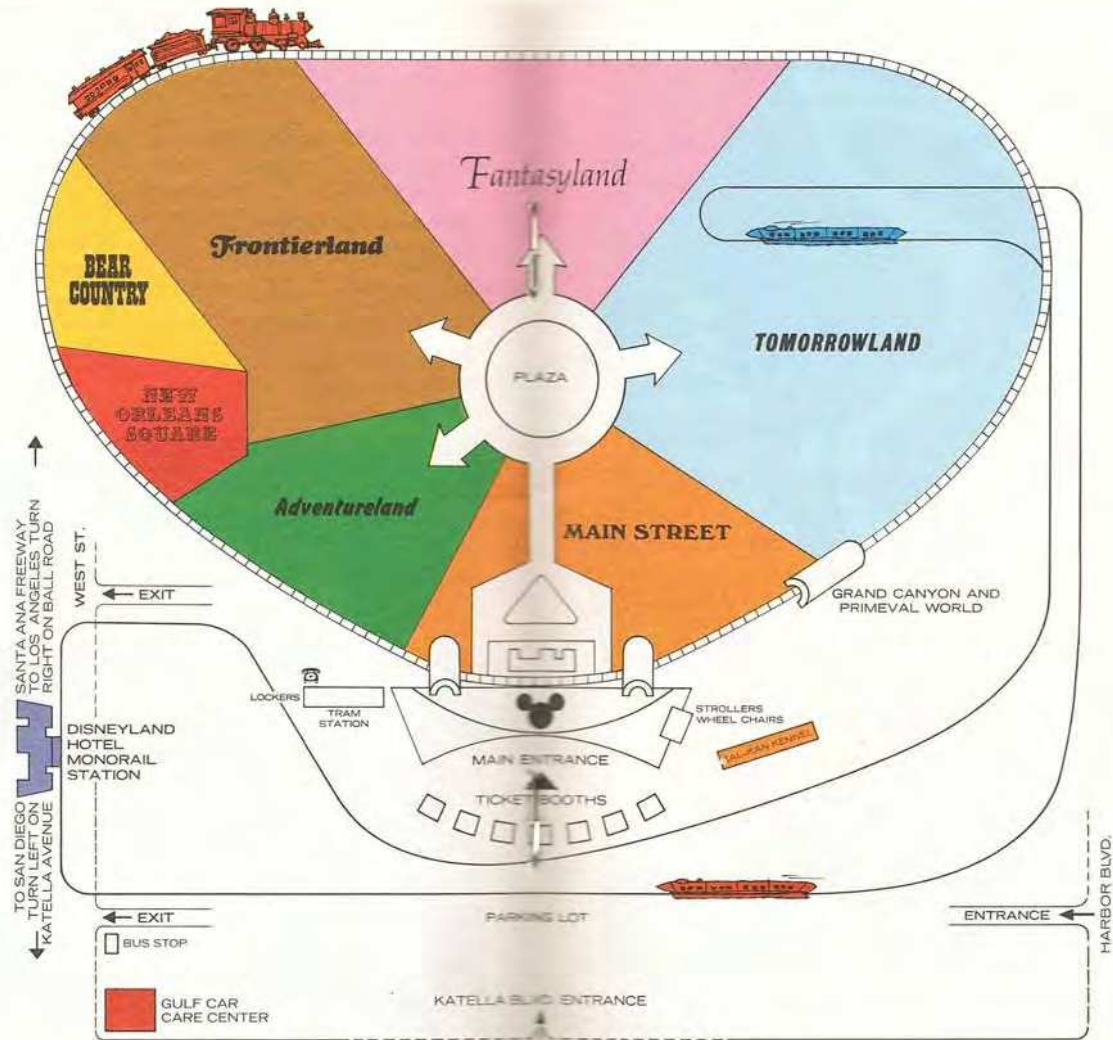 Fantasyland
Frontierland
BEAR
COUNTRY
TOMORROWLAND
PLAZA
NEW
ORLEANS
SQUARE
Adventureland
MAIN STREET
GRAND CANYON AND
PRIMEVAL WORLD
SANTA ANA FREEWAY
TO LOS ANGELES TURN
RIGHT ON BALL ROAD
WEST ST.
EXIT
LOCKERS
TRAM
STATION
STROLLERS
WHEEL CHAIRS
DISNEYLAND
HOTEL
MONORAIL
STATION
MAIN ENTRANCE
KAL-KAN KENNEL
TICKET BOOTHS
TO SAN DIEGO
TURN LEFT ON
KATELLA AVENUE
EXIT
PARKING LOT
ENTRANCE
HARBOR BLVD.
BUS STOP
GULF CAR
CARE CENTER
KATELLA BLVD. ENTRANCE